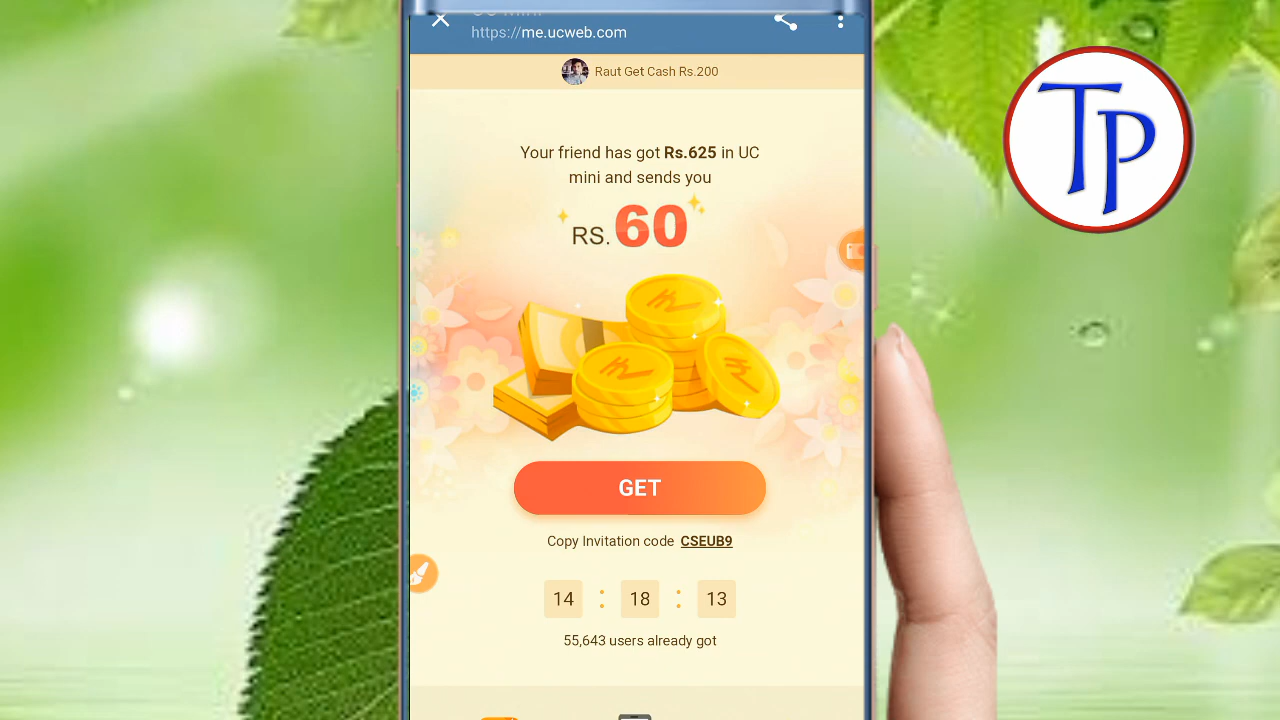 https://me.ucweb.com
Raut Get Cash Rs.200
Your friend has got Rs.625 in UC
mini and sends you
RS. 60
GET
Copy Invitation code CSEUB9
14 : 18 : 13
55,643 users already got
TP